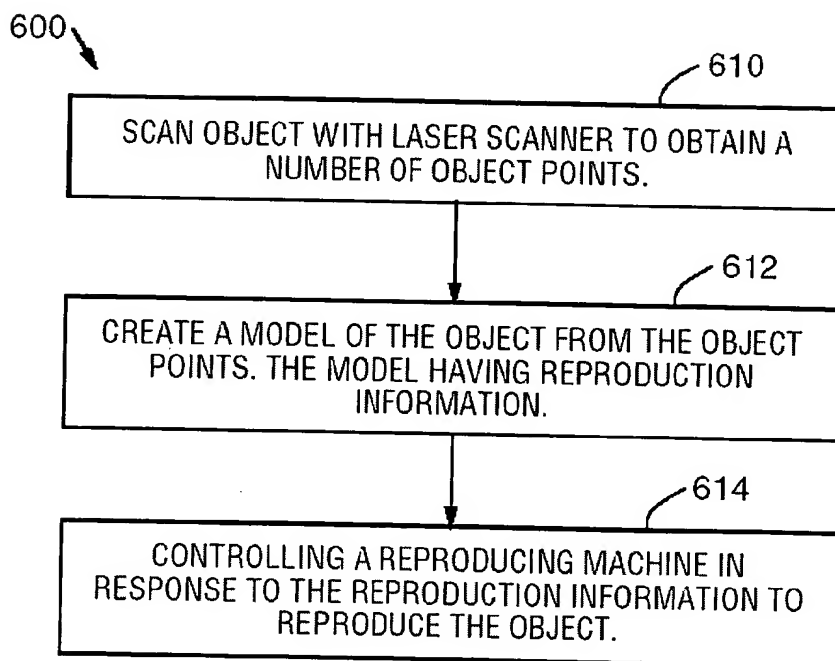 600
610
SCAN OBJECT WITH LASER SCANNER TO OBTAIN A
NUMBER OF OBJECT POINTS.
612
CREATE A MODEL OF THE OBJECT FROM THE OBJECT
POINTS. THE MODEL HAVING REPRODUCTION
INFORMATION.
614
CONTROLLING A REPRODUCING MACHINE IN
RESPONSE TO THE REPRODUCTION INFORMATION TO
REPRODUCE THE OBJECT.